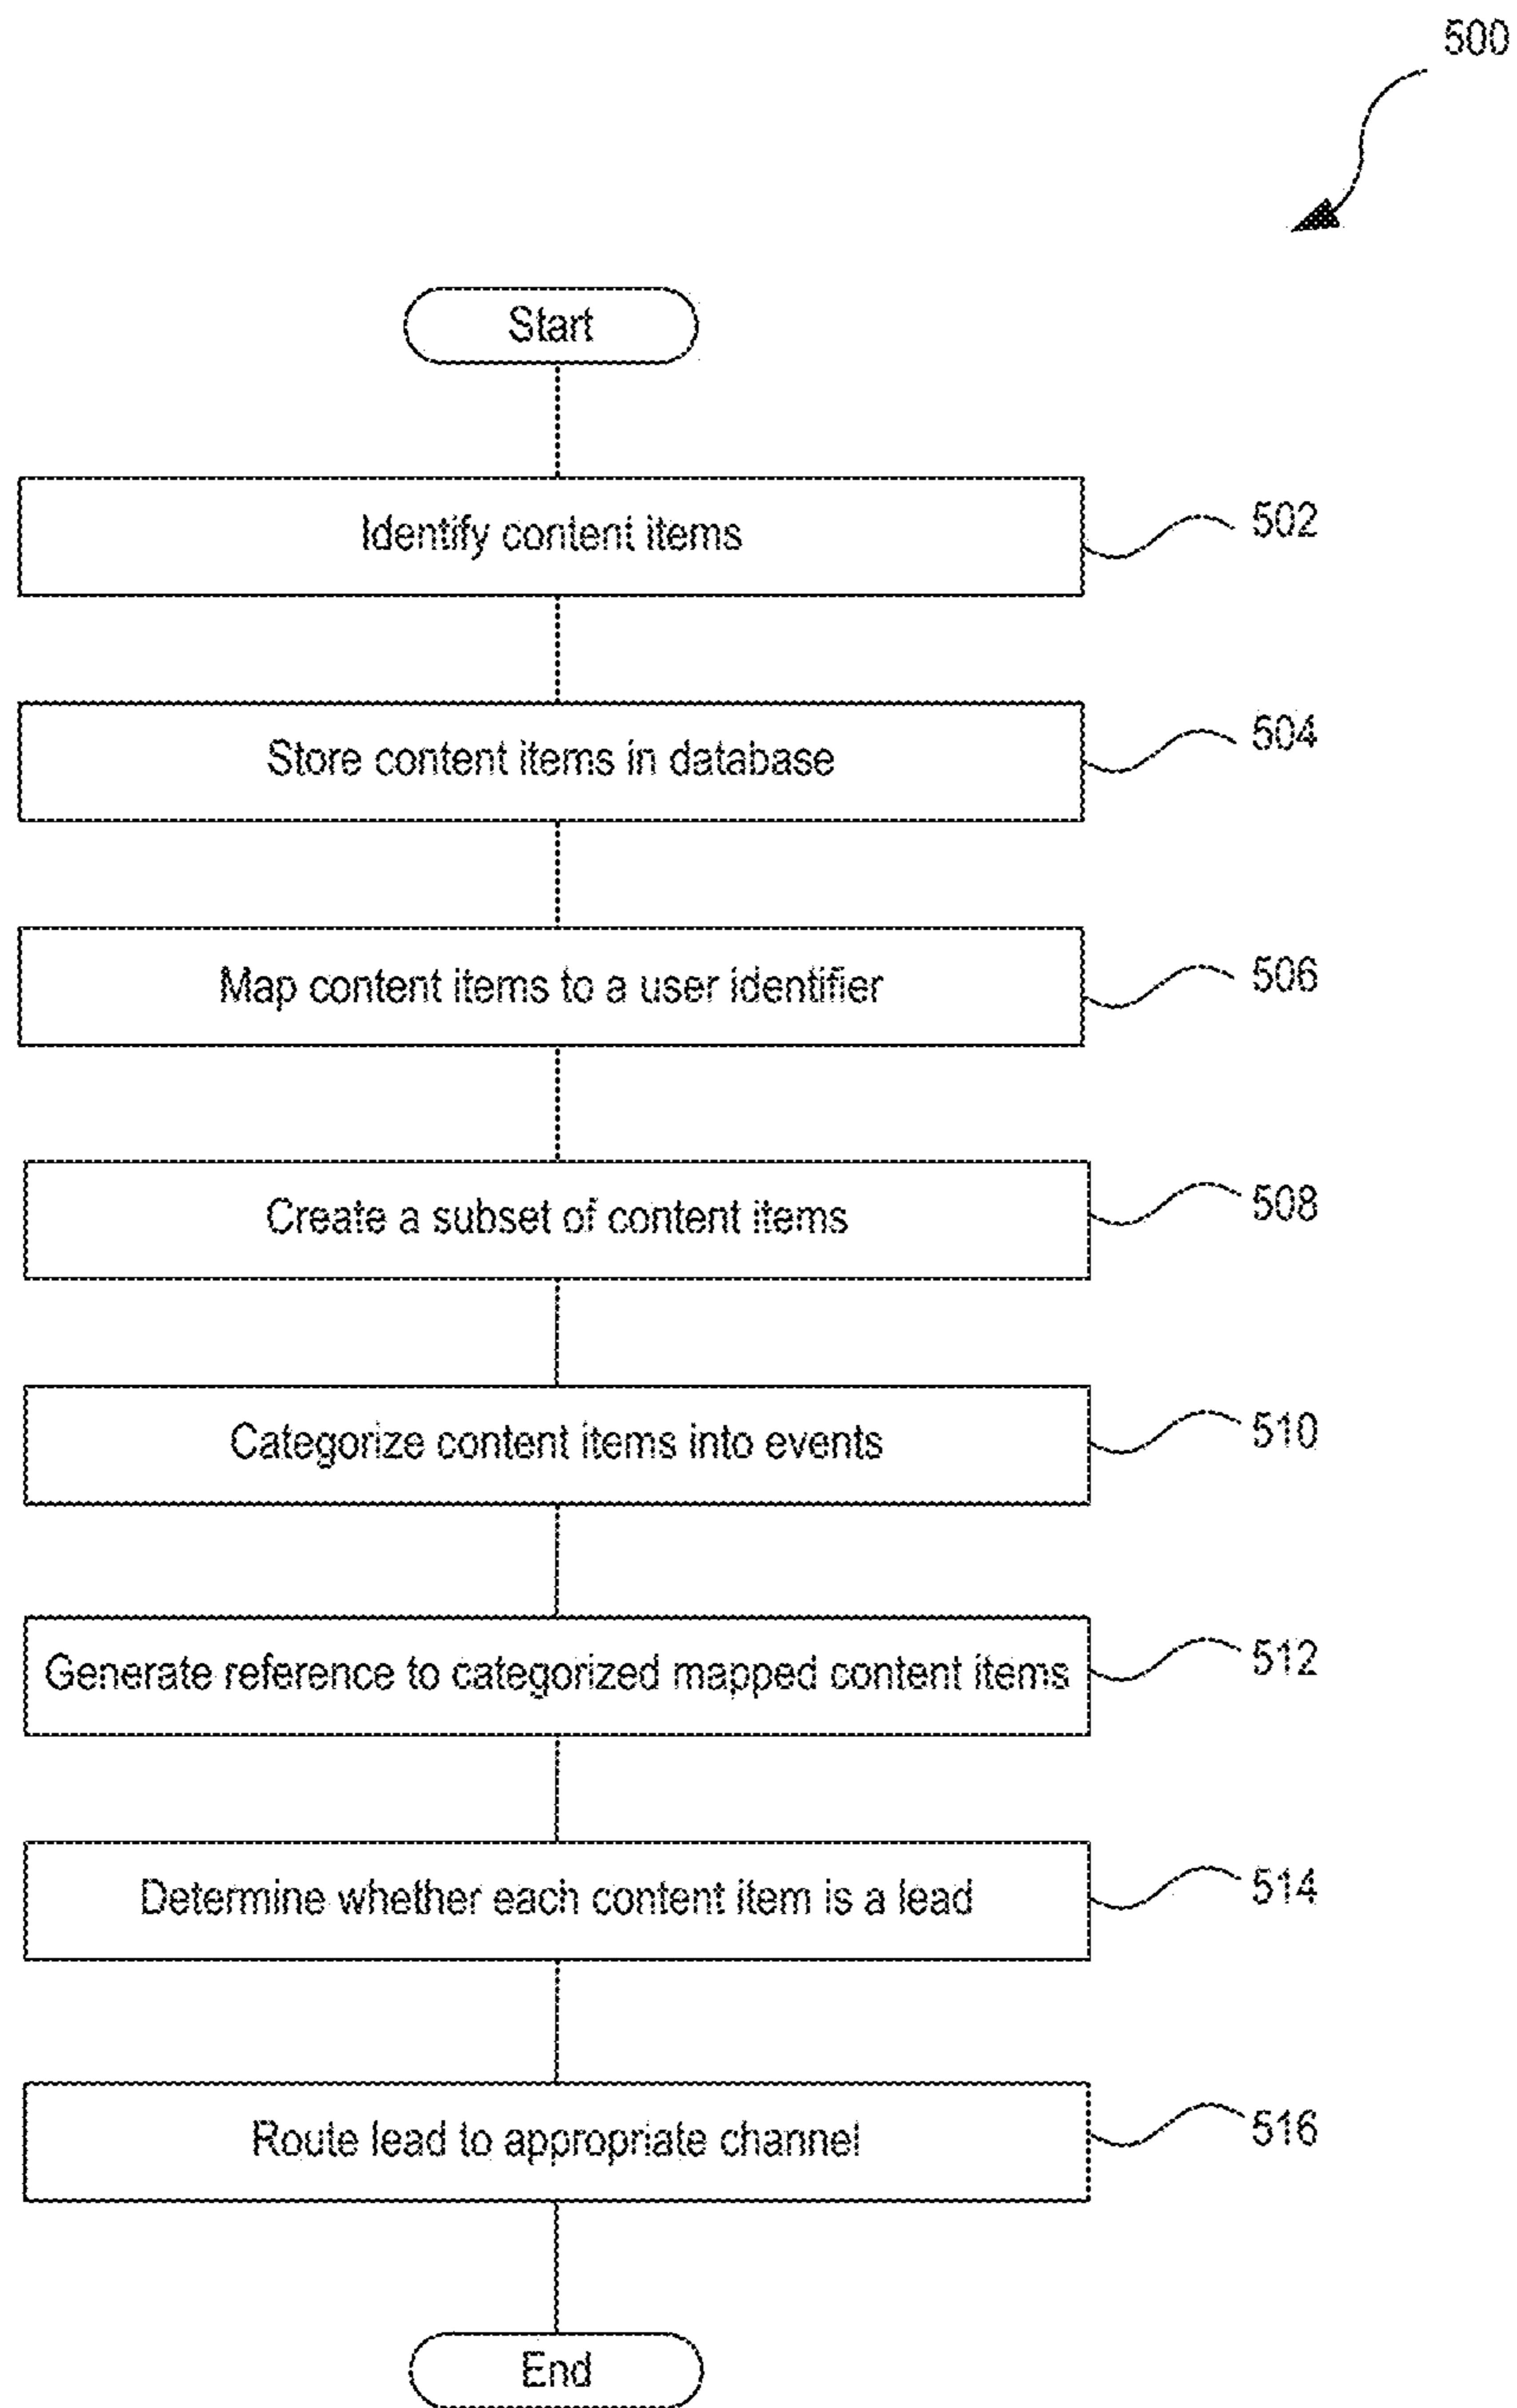 500
Start
Identify content items
502
Store content items in database
504
Map content items to a user identifier
506
Create a subset of content items
508
Categorize content items into events
510
Generate reference to categorized mapped content items
512
Determine whether each content item is a lead
514
Route lead to appropriate channel
516
End